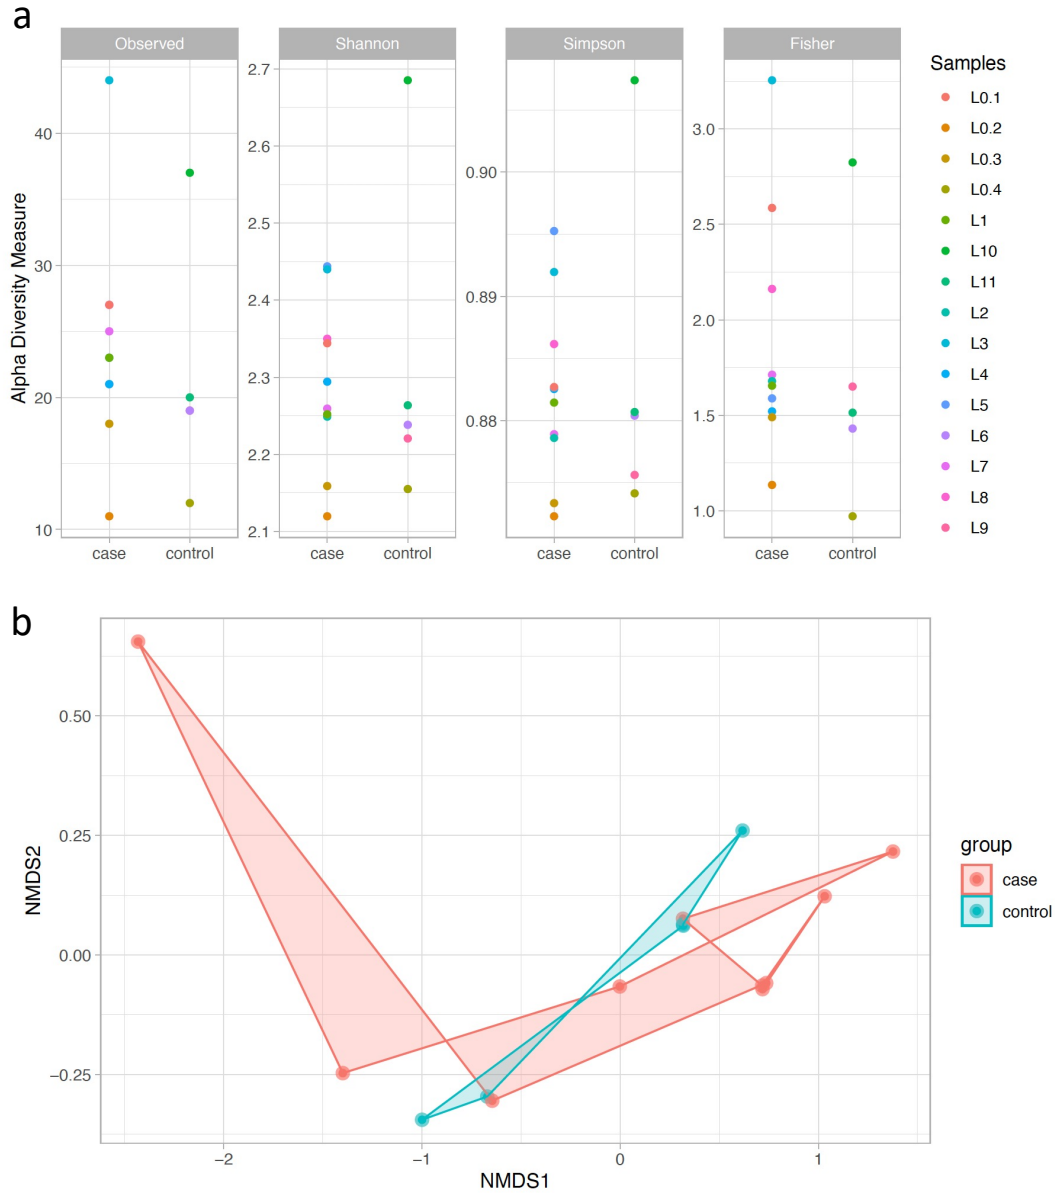 a
Observed
Shannon
Simpson
Fisher
Alpha Diversity Measure
40
30
20
10
2.7
2.6
2.5
2.4
2.3
2.2
2.1
0.90
0.89
0.88
3.0
2.5
2.0
1.5
1.0
case
control
case
control
case
control
case
control
Samples
L0.1
L0.2
L0.3
L0.4
L1
L10
L11
L2
L3
L4
L5
L6
L7
L8
L9
b
NMDS2
0.50
0.25
0.00
−0.25
−2
−1
0
1
NMDS1
group
case
control